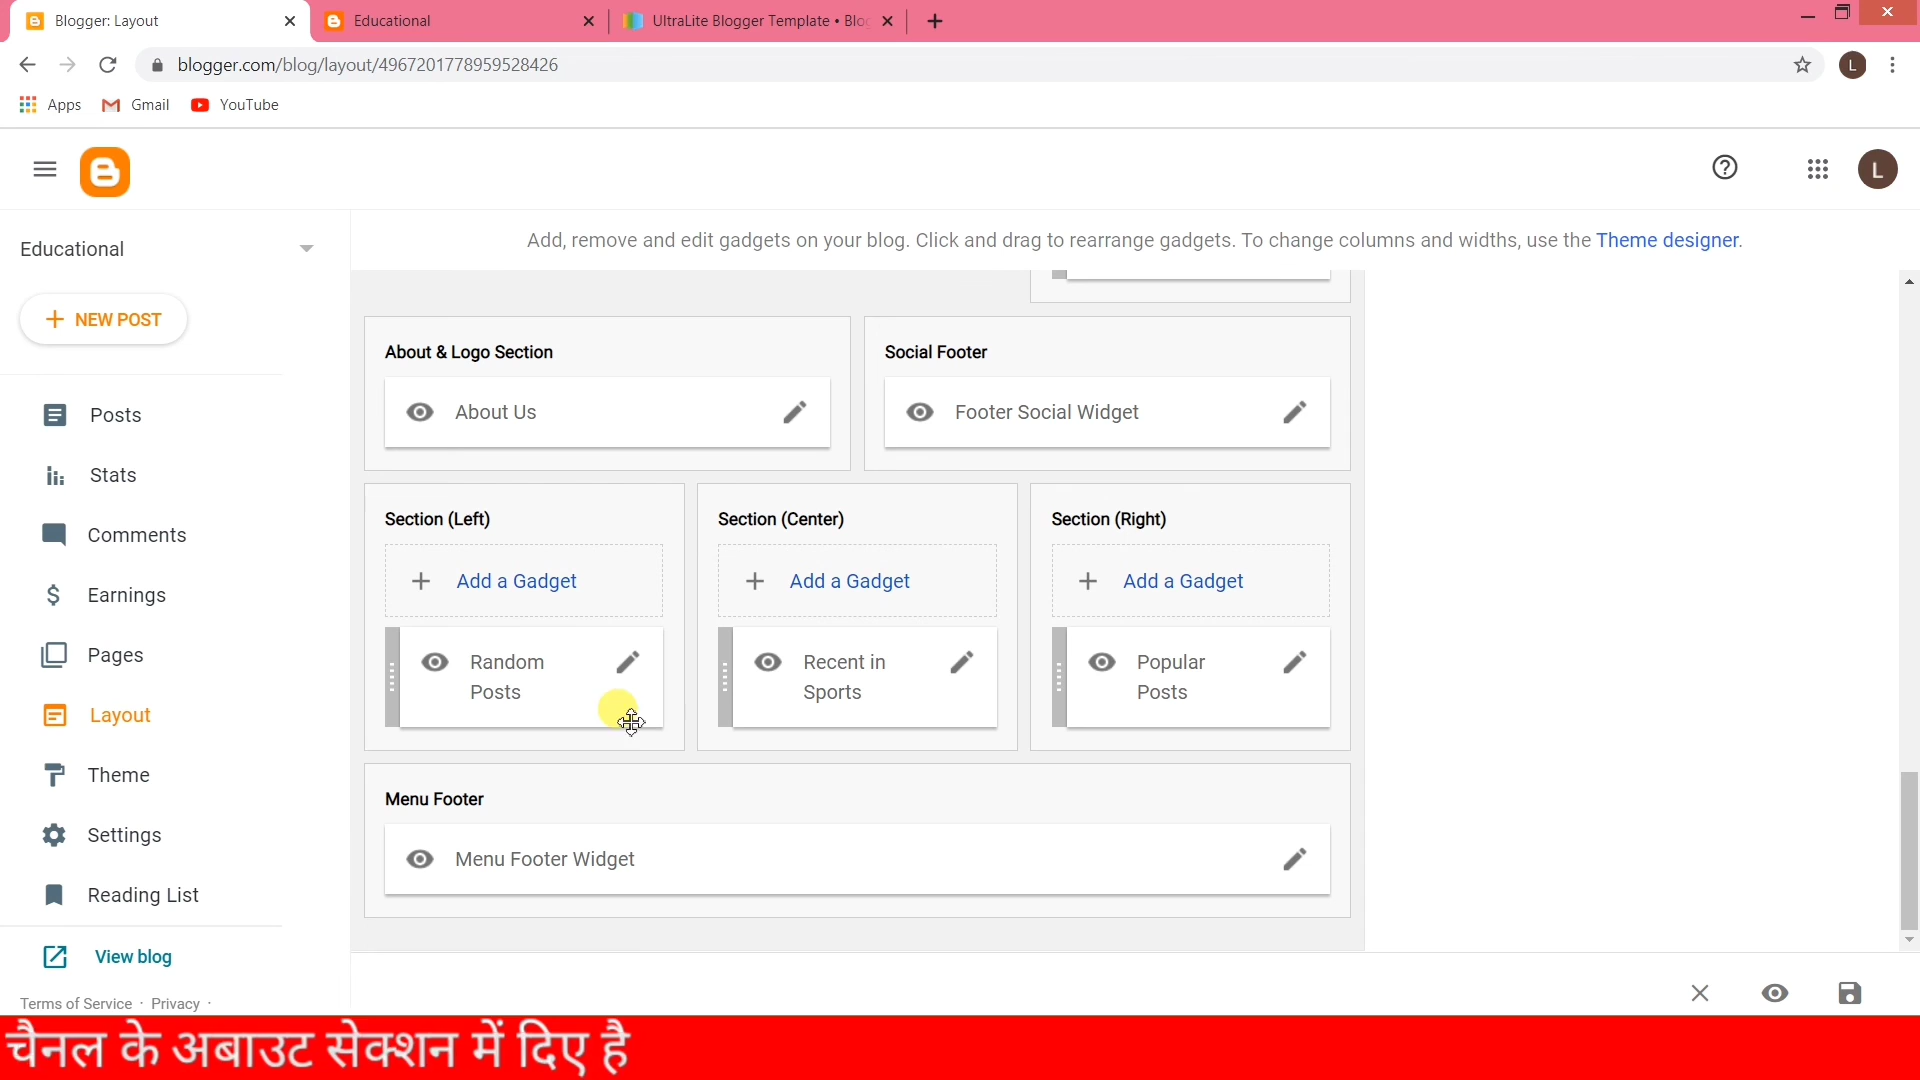 Blogger: Layout
Educational
UltraLite Blogger Template • Blo
blogger.com/blog/layout/4967201778959528426
L
Apps
Gmail
YouTube
L
Educational
Add, remove and edit gadgets on your blog. Click and drag to rearrange gadgets. To change columns and widths, use the Theme designer.
NEW POST
Posts
Stats
Comments
Earnings
Pages
Layout
Theme
Settings
Reading List
View blog
Terms of Service · Privacy ·
About & Logo Section
About Us
Social Footer
Footer Social Widget
Section (Left)
Add a Gadget
Random
Posts
Section (Center)
Add a Gadget
Recent in
Sports
Section (Right)
Add a Gadget
Popular
Posts
Menu Footer
Menu Footer Widget
चैनल के अबाउट सेक्शन में दिए है